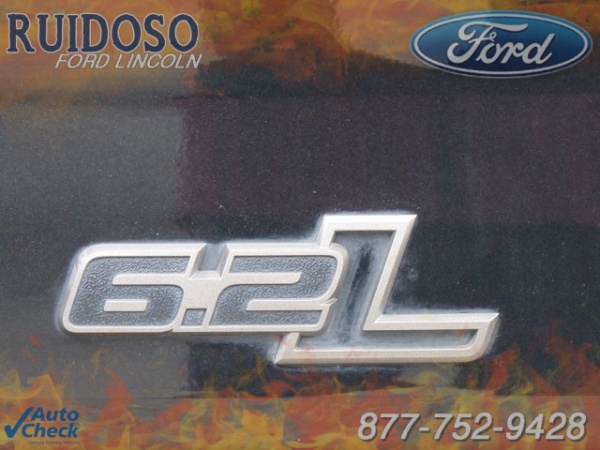 RUIDOSO
FORD LINCOLN
Ford
6.2L
Auto
Check
877-752-9428